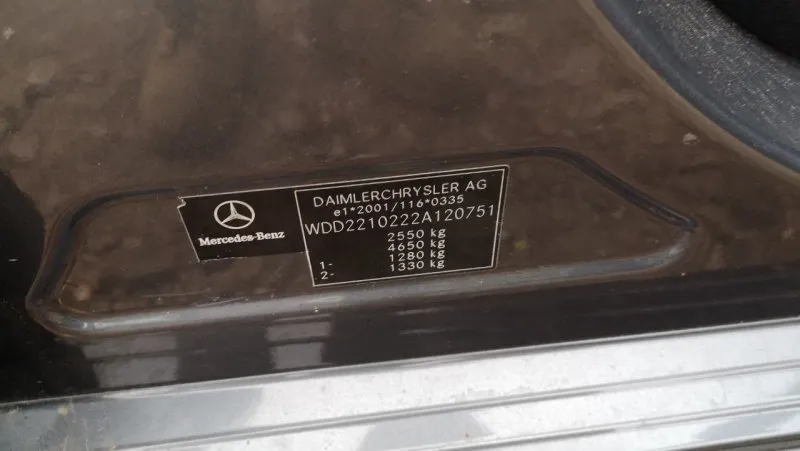 Mercedes-Benz
DAIMLERCHRYSLER AG
e1*2001/116*0335
WDD2210222A120751
2550 kg
4650 kg
1- 1280 kg
2- 1330 kg